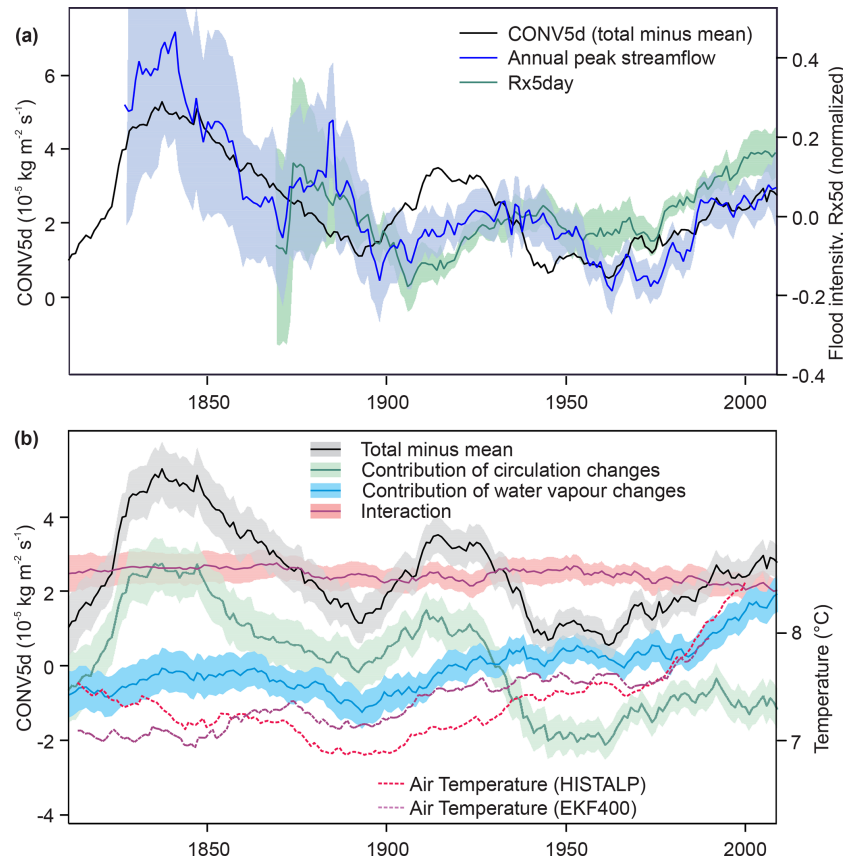 (a)
CONV5d (total minus mean)
Annual peak streamflow
Rx5day
6
4
2
0
CONV5d (10⁻⁵ kg m⁻² s⁻¹)
0.4
0.2
0.0
-0.2
-0.4
Flood intensity, Rx5d (normalized)
1850 1900 1950 2000
(b)
Total minus mean
Contribution of circulation changes
Contribution of water vapour changes
Interaction
4
2
0
-2
-4
CONV5d (10⁻⁵ kg m⁻² s⁻¹)
8
7
Temperature (°C)
Air Temperature (HISTALP)
Air Temperature (EKF400)
1850 1900 1950 2000